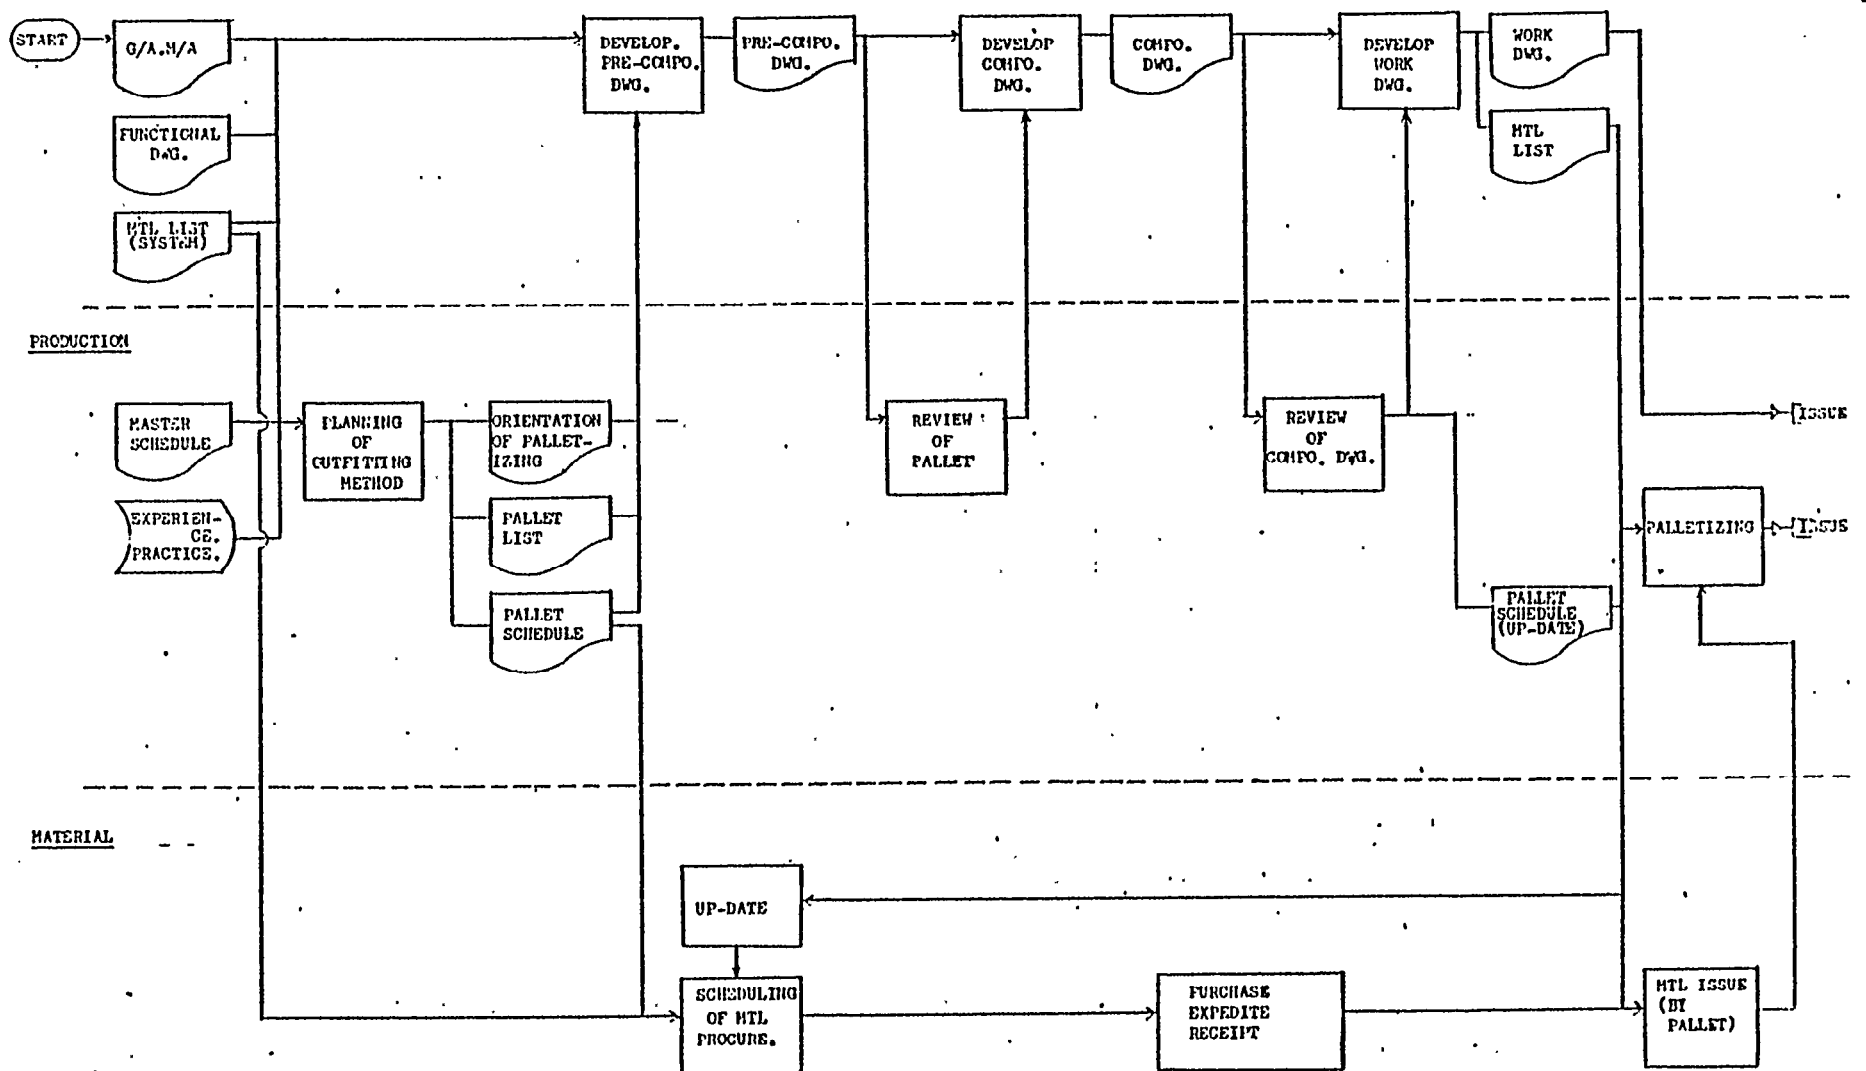 START
G/A.M/A
DEVELOP.
PRE-COMPO.
DWG.
PRE-COMPO.
DWG.
DEVELOP
COMPO.
DWG.
COMPO.
DWG.
DEVELOP
WORK
DWG.
WORK
DWG.
FUNCTIONAL
DWG.
MTL
LIST
MTL LIST
(SYSTEM)
PRODUCTION
MASTER
SCHEDULE
PLANNING
OF
OUTFITTING
METHOD
ORIENTATION
OF PALLET-
IZING
REVIEW
OF
PALLET
REVIEW
OF
COMPO. DWG.
ISSUE
EXPERIEN-
CE.
PRACTICE.
PALLET
LIST
PALLETIZING
ISSUE
PALLET
SCHEDULE
PALLET
SCHEDULE
(UP-DATE)
MATERIAL
UP-DATE
SCHEDULING
OF MTL
PROCURE.
PURCHASE
EXPEDITE
RECEIPT
MTL ISSUE
(BY
PALLET)